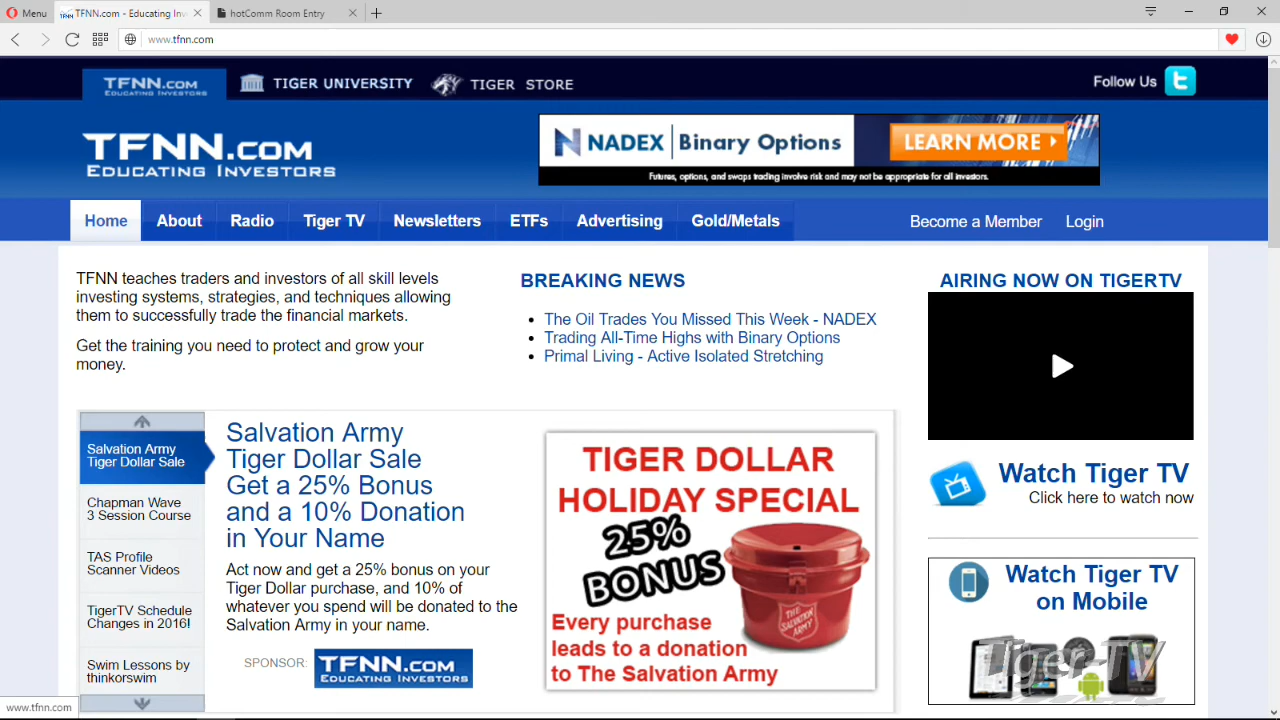 Menu
TFNN.com - Educating Inv
hotComm Room Entry
www.tfnn.com
TFNN.com
Educating Investors
TIGER UNIVERSITY
TIGER STORE
Follow Us
TFNN.com
Educating Investors
NADEX Binary Options
LEARN MORE
Futures, options, and swaps trading involve risk and may not be appropriate for all investors.
Home
About
Radio
Tiger TV
Newsletters
ETFs
Advertising
Gold/Metals
Become a Member
Login
TFNN teaches traders and investors of all skill levels
investing systems, strategies, and techniques allowing
them to successfully trade the financial markets.
Get the training you need to protect and grow your
money.
BREAKING NEWS
The Oil Trades You Missed This Week - NADEX
Trading All-Time Highs with Binary Options
Primal Living - Active Isolated Stretching
AIRING NOW ON TIGERTV
Watch Tiger TV
Click here to watch now
Watch Tiger TV
on Mobile
Tiger-TV
Salvation Army
Tiger Dollar Sale
Chapman Wave
3 Session Course
TAS Profile
Scanner Videos
TigerTV Schedule
Changes in 2016!
Swim Lessons by
thinkorswim
Salvation Army
Tiger Dollar Sale
Get a 25% Bonus
and a 10% Donation
in Your Name
Act now and get a 25% bonus on your
Tiger Dollar purchase, and 10% of
whatever you spend will be donated to the
Salvation Army in your name.
SPONSOR:
TFNN.com
Educating Investors
TIGER DOLLAR
HOLIDAY SPECIAL
25%
BONUS
THE SALVATION ARMY
Every purchase
leads to a donation
to The Salvation Army
www.tfnn.com